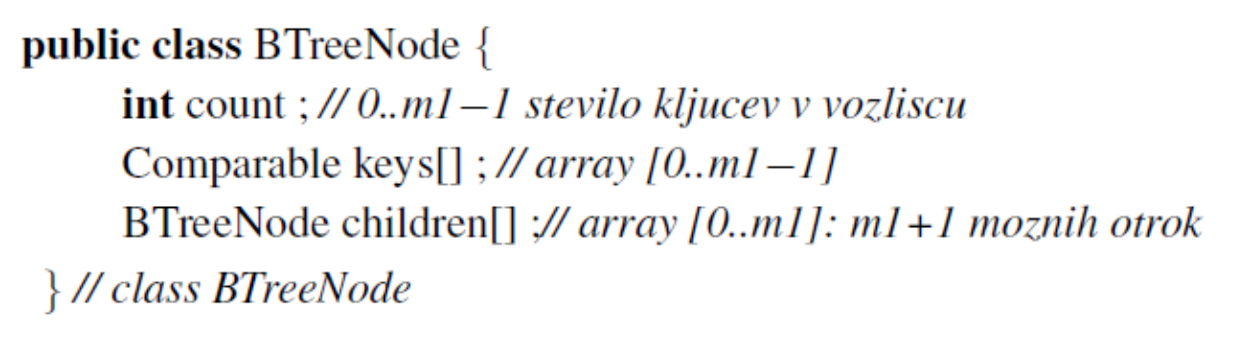 public class BTreeNode {
int count ; // 0..m1−1 stevilo kljucev v vozliscu
Comparable keys[] ; // array [0..m1−1]
BTreeNode children[] ;// array [0..m1]: m1+1 moznih otrok
} // class BTreeNode